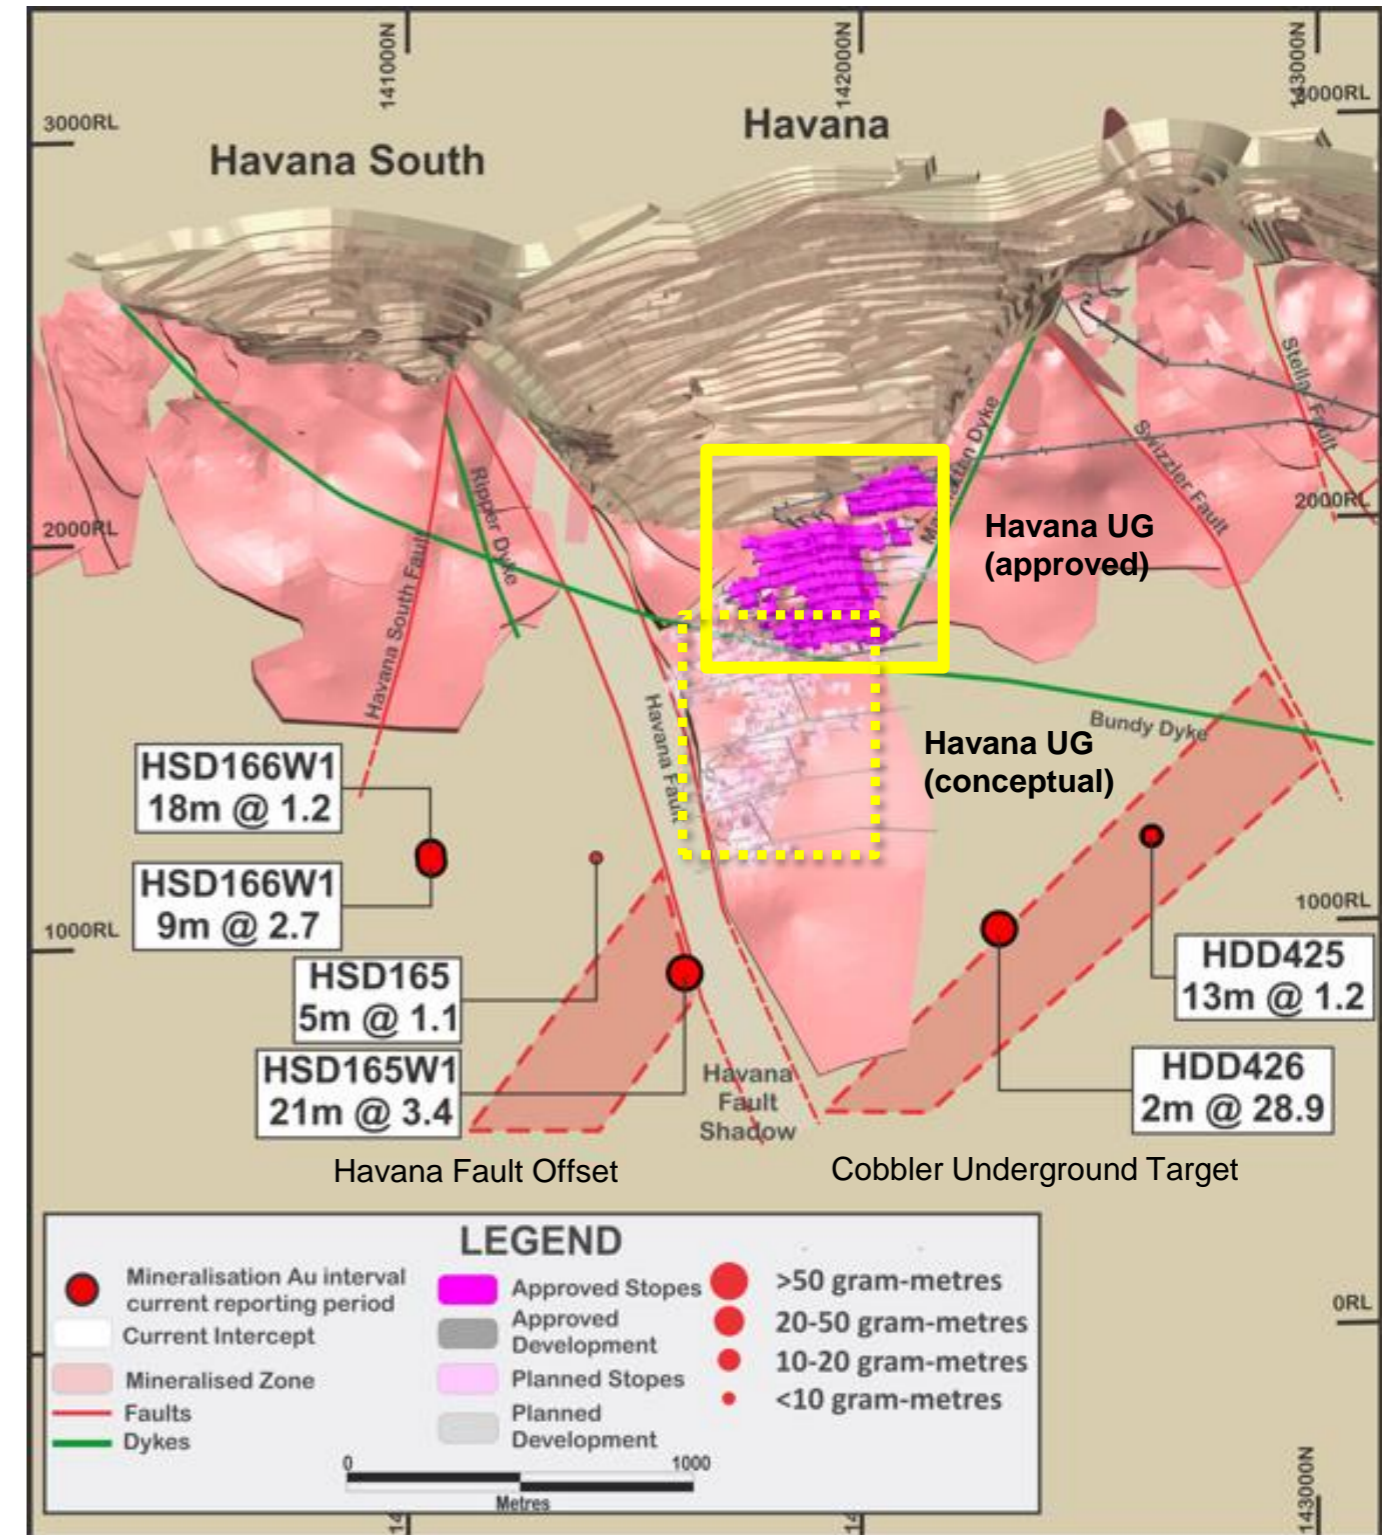 141000N
142000N
143000N
3000RL
3000RL
Havana South
Havana
Stellar Fault
Swizzler Fault
Ripper Dyke
2000RL
2000RL
Havana UG
(approved)
Havana South Fault
Havana Fault
Bundy Dyke
Havana UG
(conceptual)
HSD166W1
18m @ 1.2
HSD166W1
9m @ 2.7
1000RL
1000RL
HSD165
5m @ 1.1
HSD165W1
21m @ 3.4
HDD425
13m @ 1.2
HDD426
2m @ 28.9
Havana
Fault
Shadow
Havana Fault Offset
Cobbler Underground Target
LEGEND
Mineralisation Au interval
current reporting period
Current Intercept
Mineralised Zone
Faults
Dykes
Approved Stopes
Approved
Development
Planned Stopes
Planned
Development
>50 gram-metres
20-50 gram-metres
10-20 gram-metres
<10 gram-metres
0 1000
Metres
0RL
14
14
143000N